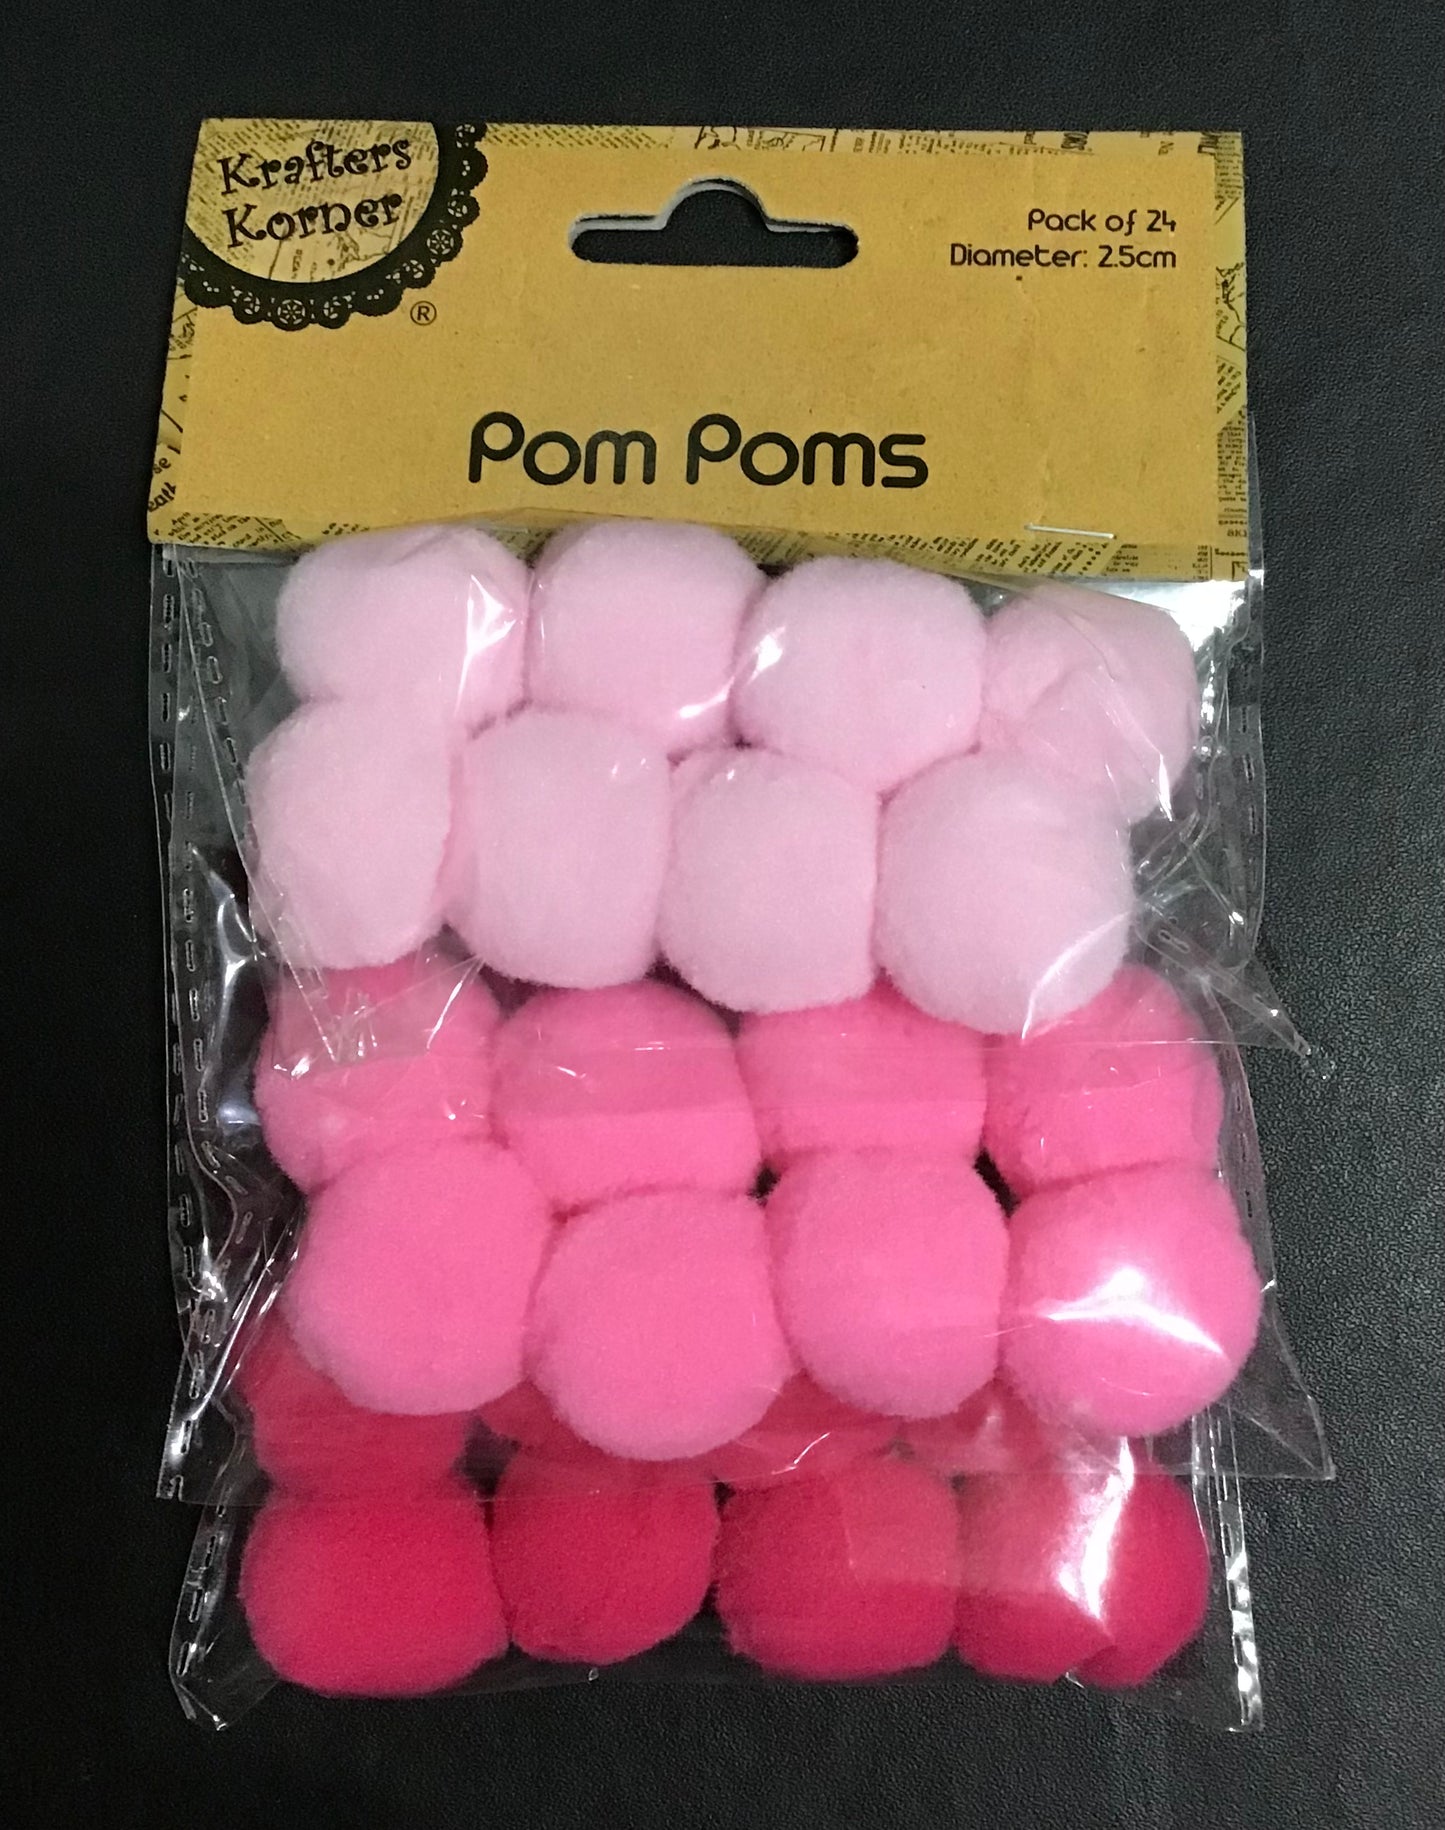 Krafters
Korner
®
Pack of 24
Diameter: 2.5cm
Pom Poms